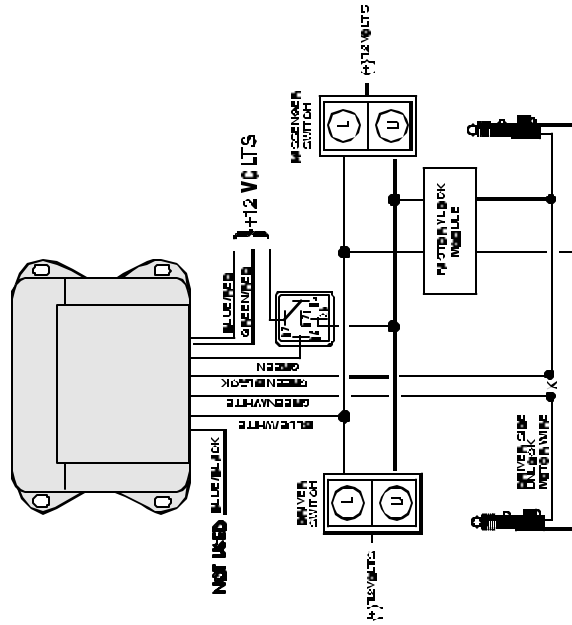 (+)12 VOLTS
PASSENGER
SWITCH
L
U
+12 VOLTS
BLUE/RED
GREEN/RED
FACTORY LOCK
MODULE
GREEN
GREEN/BLACK
GREEN/WHITE
BLUE/WHITE
BLUE/BLACK
NOT USED
X
DRIVER
SWITCH
L
U
DRIVER SIDE
UNLOCK
MOTOR WIRE
(+)12 VOLTS